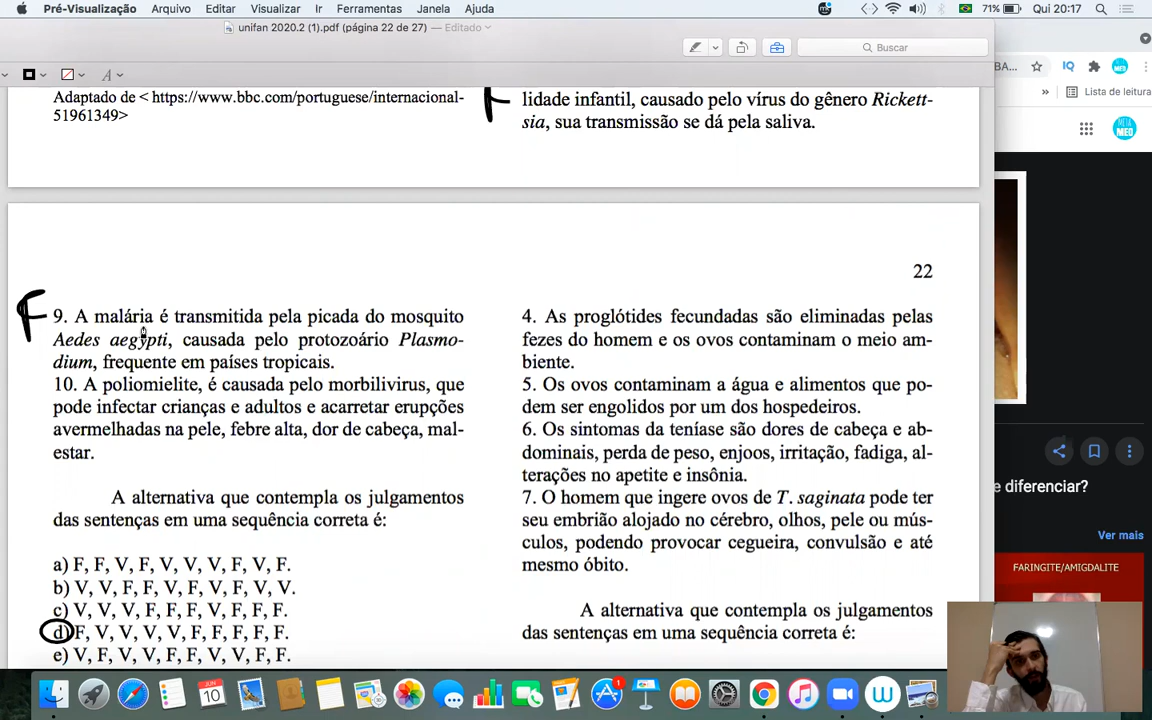 Pré-Visualização Arquivo Editar Visualizar Ir Ferramentas Janela Ajuda
71% Qui 20:17
unifan 2020.2 (1).pdf (página 22 de 27) — Editado
Buscar
A
BA...
IQ
Lista de leitura
Adaptado de < https://www.bbc.com/portuguese/internacional-
51961349>
F
lidade infantil, causado pelo vírus do gênero Rickett-
sia, sua transmissão se dá pela saliva.
22
F
9. A malária é transmitida pela picada do mosquito
Aedes aegypti, causada pelo protozoário Plasmo-
dium, frequente em países tropicais.
10. A poliomielite, é causada pelo morbilivirus, que
pode infectar crianças e adultos e acarretar erupções
avermelhadas na pele, febre alta, dor de cabeça, mal-
estar.
A alternativa que contempla os julgamentos
das sentenças em uma sequência correta é:
a) F, F, V, F, V, V, V, F, V, F.
b) V, V, F, F, V, F, V, F, V, V.
c) V, V, V, F, F, F, V, F, F, F.
d) F, V, V, V, V, F, F, F, F, F.
e) V, F, V, V, F, F, V, V, F, F.
4. As proglótides fecundadas são eliminadas pelas
fezes do homem e os ovos contaminam o meio am-
biente.
5. Os ovos contaminam a água e alimentos que po-
dem ser engolidos por um dos hospedeiros.
6. Os sintomas da teníase são dores de cabeça e ab-
dominais, perda de peso, enjoos, irritação, fadiga, al-
terações no apetite e insônia.
7. O homem que ingere ovos de T. saginata pode ter
seu embrião alojado no cérebro, olhos, pele ou mús-
culos, podendo provocar cegueira, convulsão e até
mesmo óbito.
A alternativa que contempla os julgamentos
das sentenças em uma sequência correta é:
e diferenciar?
Ver mais
FARINGITE/AMIGDALITE
JUN
10
1
W